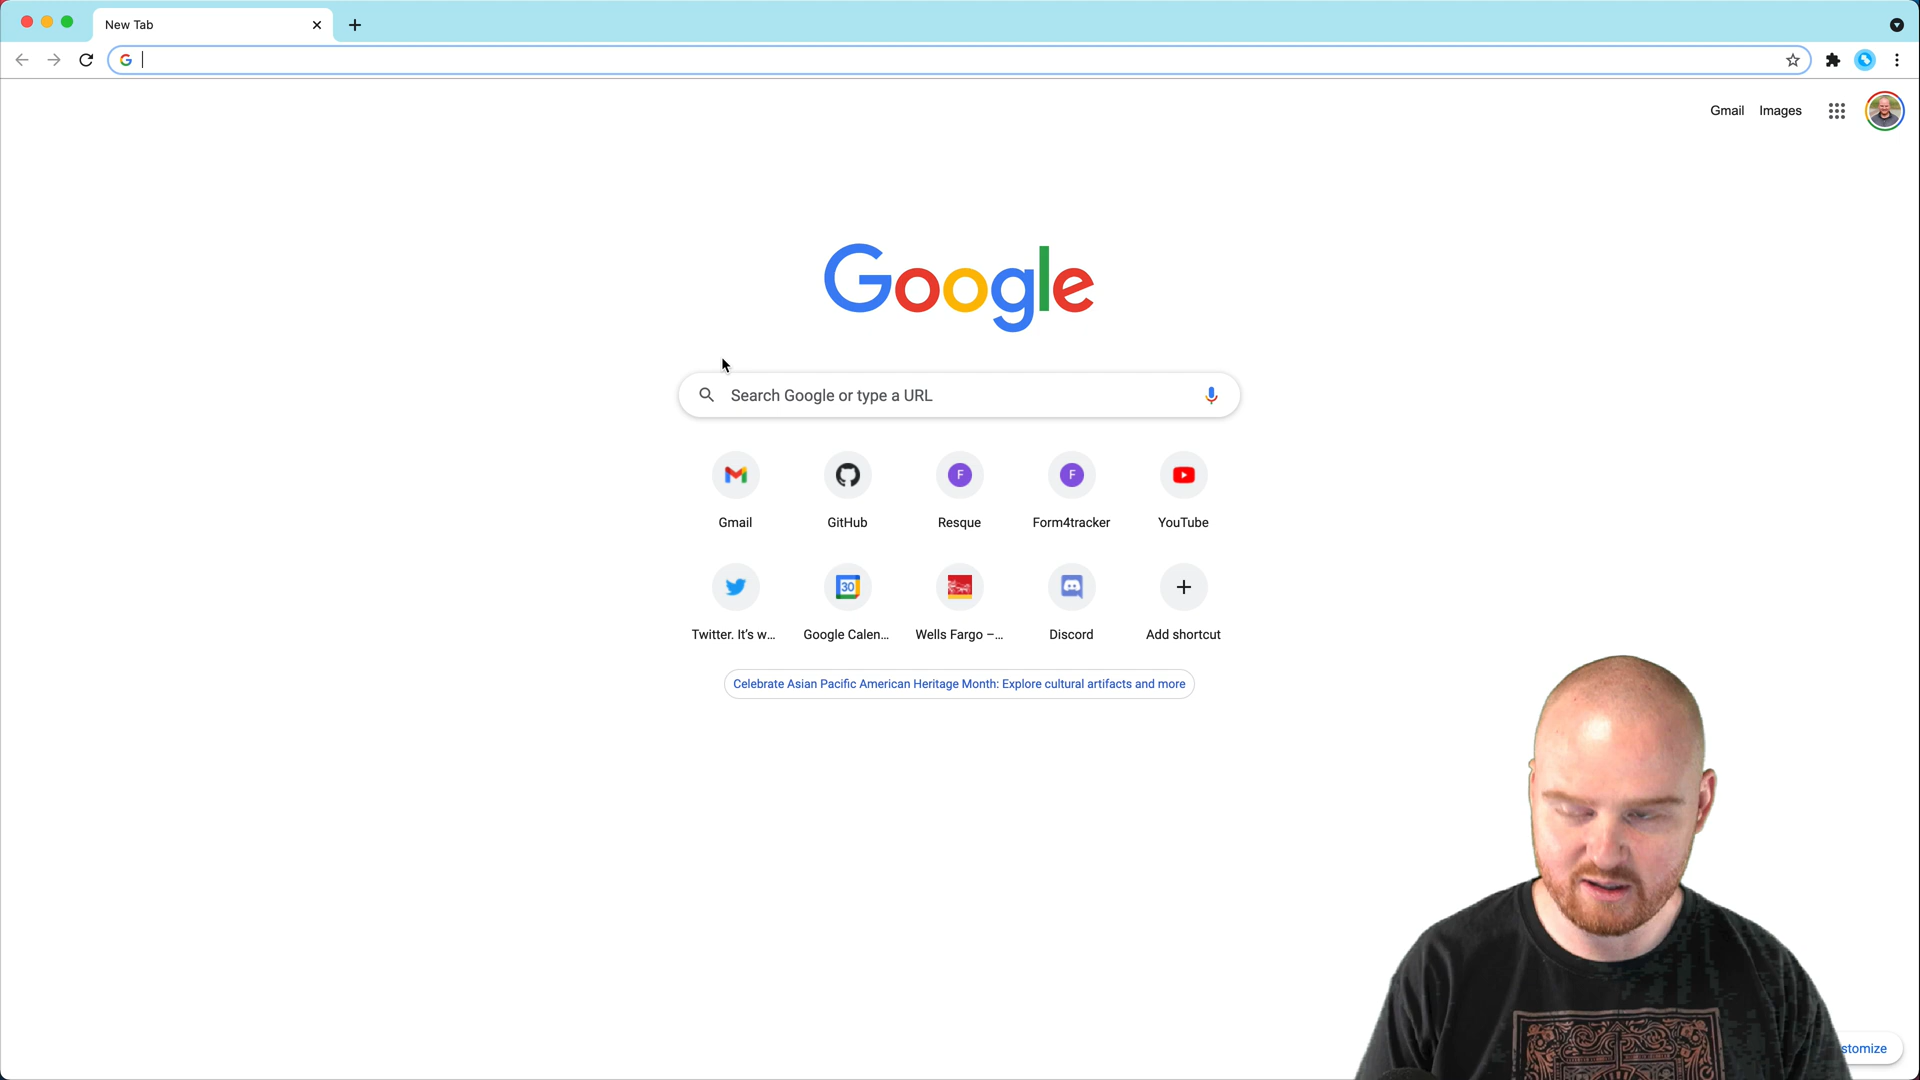 New Tab
Gmail Images
Google
Search Google or type a URL
Gmail
GitHub
F
Resque
F
Form4tracker
YouTube
Twitter. It's w...
30
Google Calen...
Wells Fargo –...
Discord
Add shortcut
Celebrate Asian Pacific American Heritage Month: Explore cultural artifacts and more
stomize